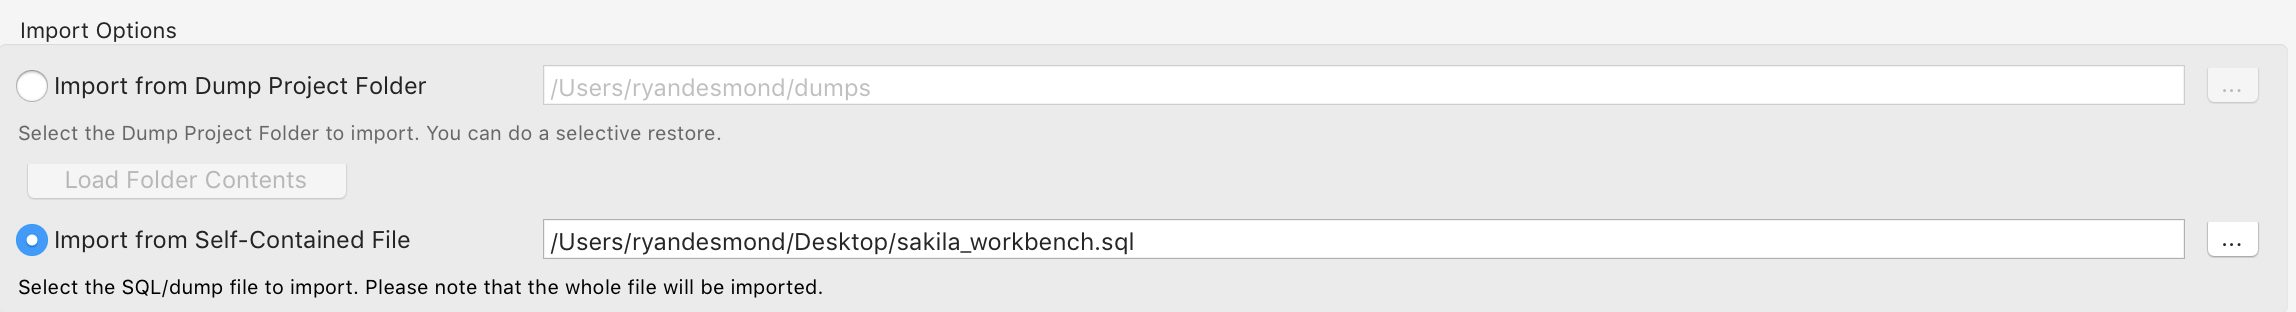 Import Options
Import from Dump Project Folder /Users/ryandesmond/dumps ...
Select the Dump Project Folder to import. You can do a selective restore.
Load Folder Contents
Import from Self-Contained File /Users/ryandesmond/Desktop/sakila_workbench.sql ...
Select the SQL/dump file to import. Please note that the whole file will be imported.